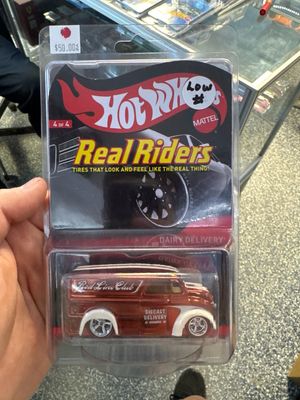 $50.00
LOW
#
HOT WHEELS
MATTEL
4 OF 4
Real Riders
TIRES THAT LOOK AND FEEL LIKE THE REAL THING!
DAIRY DELIVERY
Red Line Club
DIECAST
DELIVERY